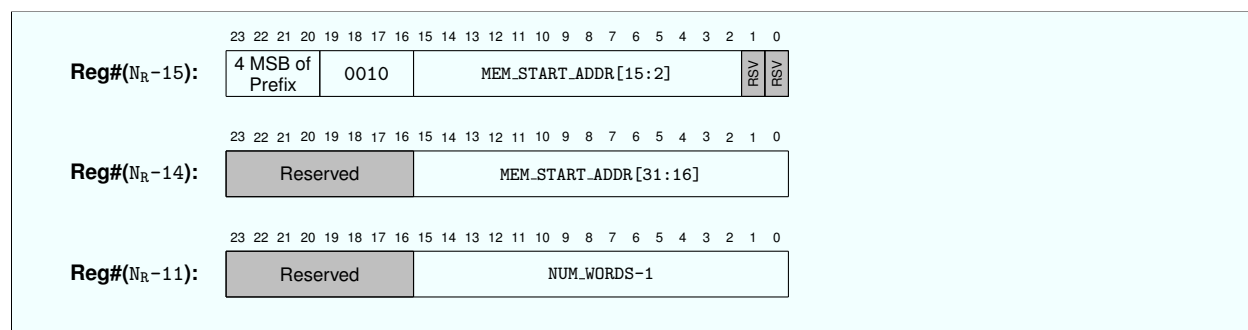 23 22 21 20 19 18 17 16 15 14 13 12 11 10 9 8 7 6 5 4 3 2 1 0
Reg#(NR-15): 4 MSB of Prefix 0010 MEM_START_ADDR[15:2] RSV RSV
23 22 21 20 19 18 17 16 15 14 13 12 11 10 9 8 7 6 5 4 3 2 1 0
Reg#(NR-14): Reserved MEM_START_ADDR[31:16]
23 22 21 20 19 18 17 16 15 14 13 12 11 10 9 8 7 6 5 4 3 2 1 0
Reg#(NR-11): Reserved NUM_WORDS-1